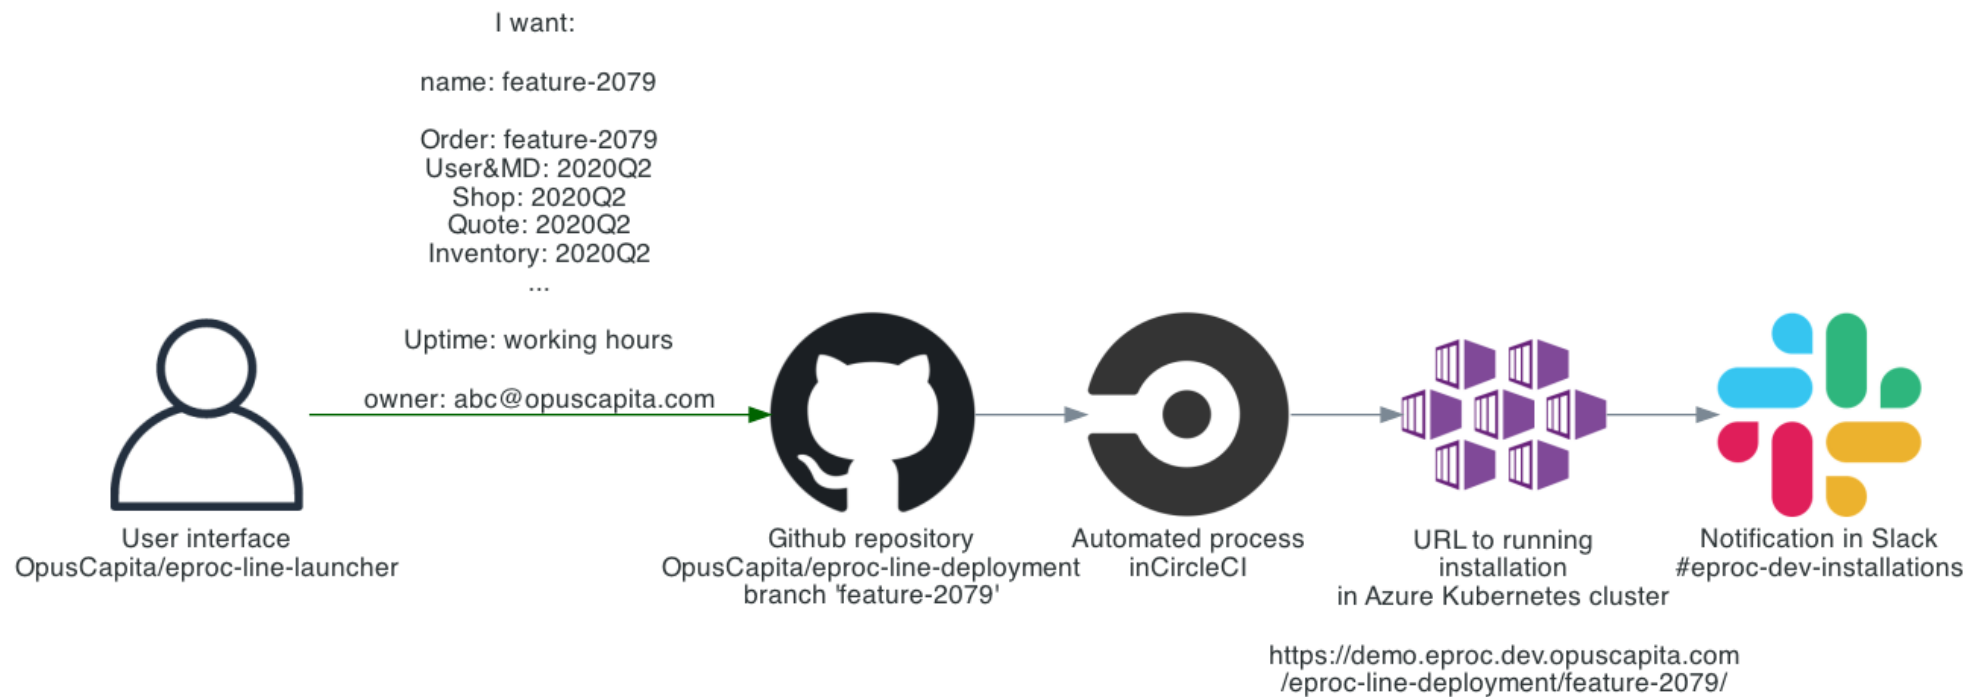 I want:
name: feature-2079
Order: feature-2079
User&MD: 2020Q2
Shop: 2020Q2
Quote: 2020Q2
Inventory: 2020Q2
...
Uptime: working hours
owner: abc@opuscapita.com
User interface
OpusCapita/eproc-line-launcher
Github repository
OpusCapita/eproc-line-deployment
branch 'feature-2079'
Automated process
inCircleCI
URL to running
installation
in Azure Kubernetes cluster
https://demo.eproc.dev.opuscapita.com
/eproc-line-deployment/feature-2079/
Notification in Slack
#eproc-dev-installations